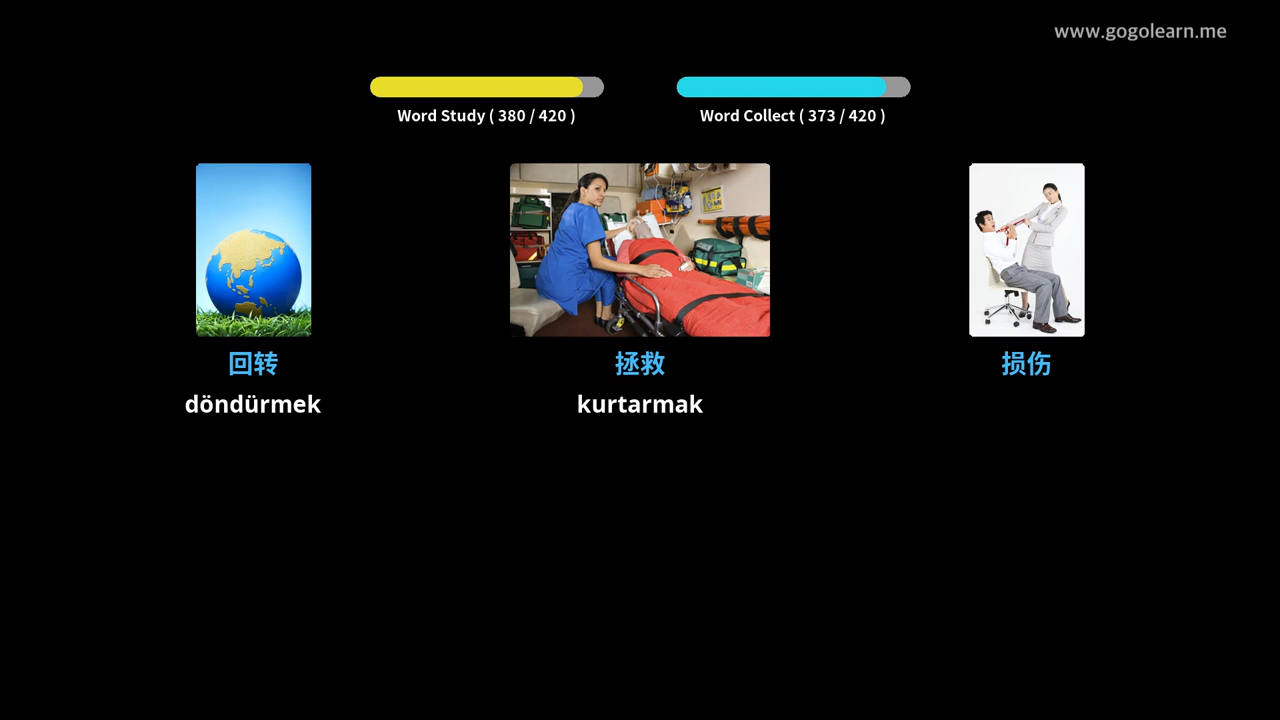 www.gogolearn.me
Word Study ( 380 / 420 )
Word Collect ( 373 / 420 )
回转
拯救
损伤
döndürmek
kurtarmak